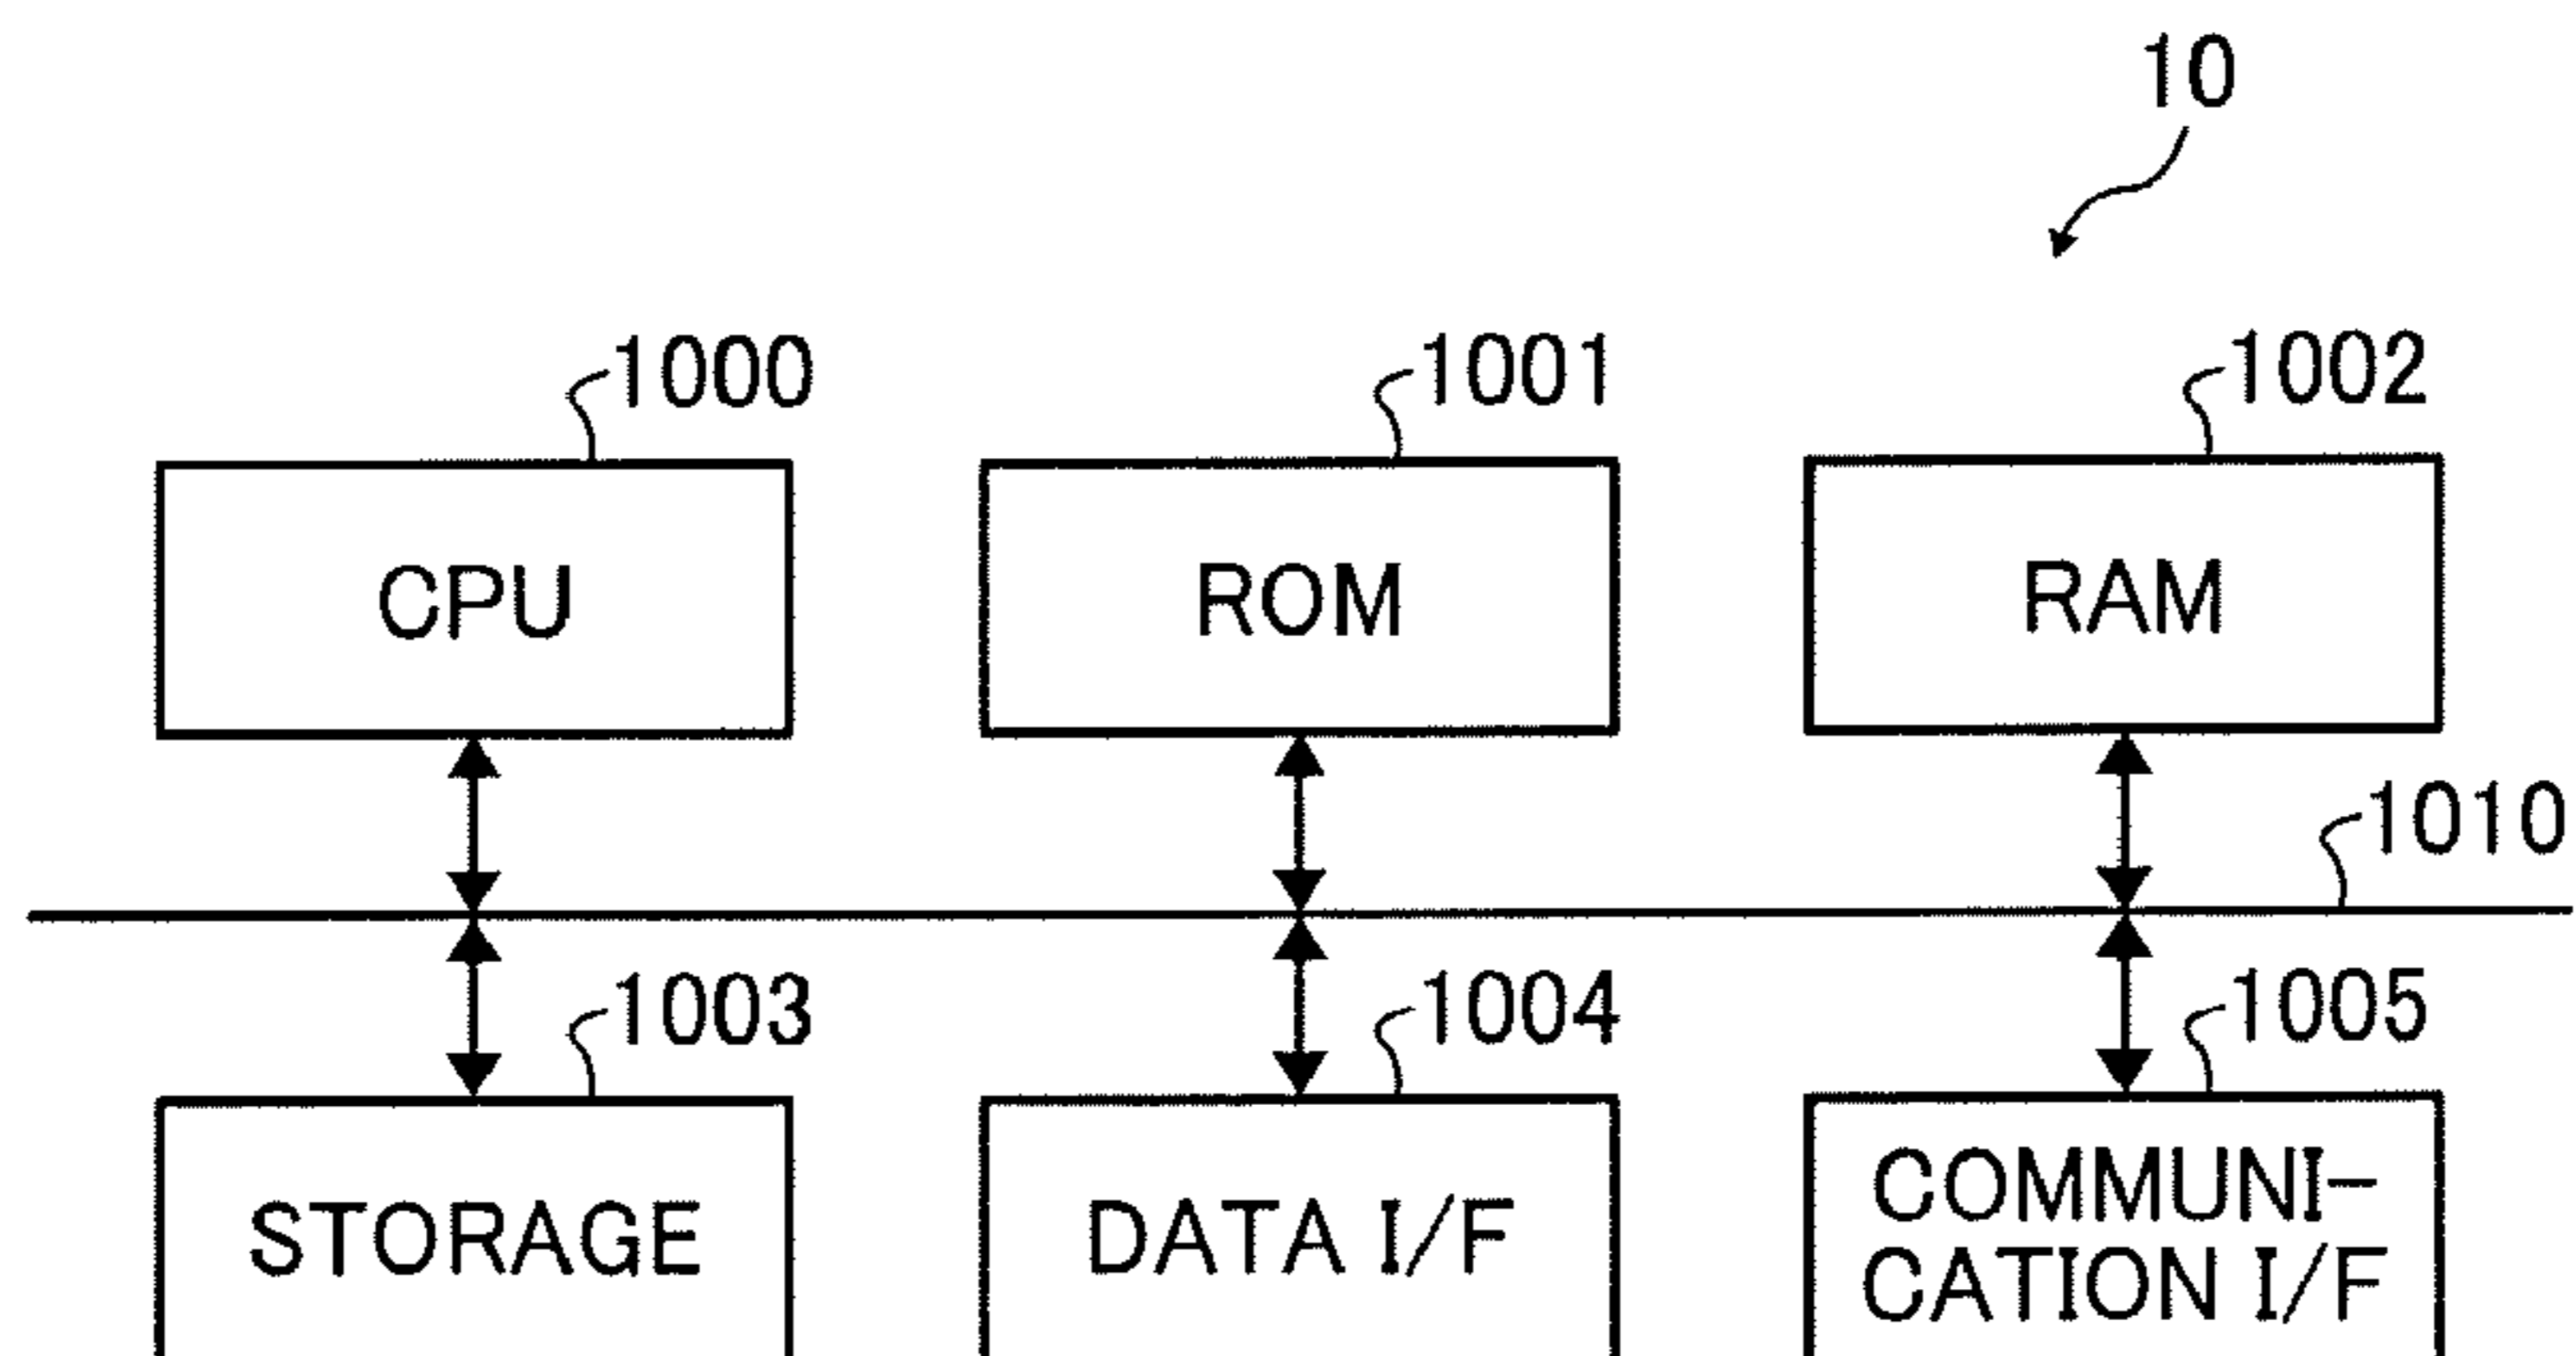 10
1000
1001
1002
CPU
ROM
RAM
1010
1003
1004
1005
STORAGE
DATA I/F
COMMUNI-
CATION I/F